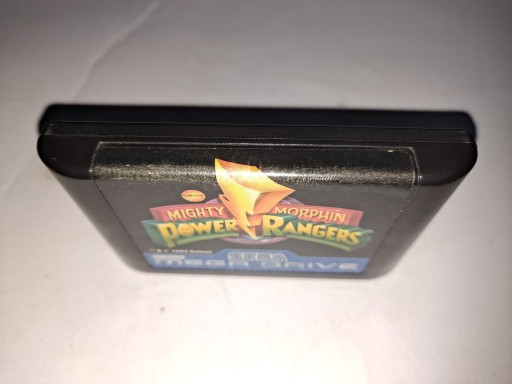 MIGHTY MORPHIN
POWER RANGERS
SEGA
MEGA DRIVE